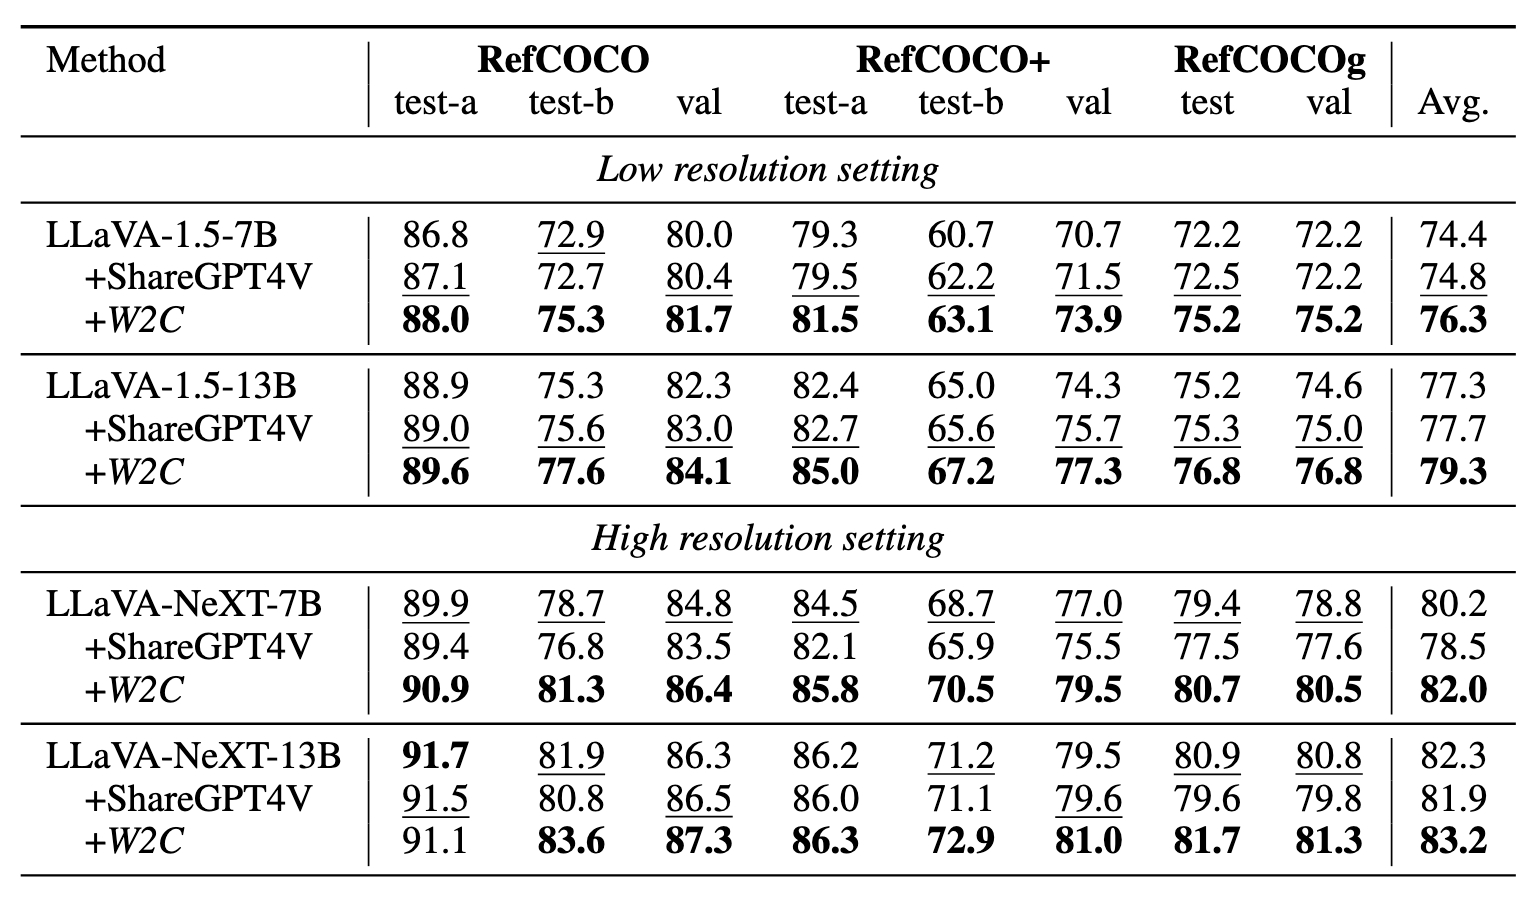 Method RefCOCO RefCOCO+ RefCOCOg
test-a test-b val test-a test-b val test val Avg.
Low resolution setting
LLaVA-1.5-7B 86.8 72.9 80.0 79.3 60.7 70.7 72.2 72.2 74.4
+ShareGPT4V 87.1 72.7 80.4 79.5 62.2 71.5 72.5 72.2 74.8
+W2C 88.0 75.3 81.7 81.5 63.1 73.9 75.2 75.2 76.3
LLaVA-1.5-13B 88.9 75.3 82.3 82.4 65.0 74.3 75.2 74.6 77.3
+ShareGPT4V 89.0 75.6 83.0 82.7 65.6 75.7 75.3 75.0 77.7
+W2C 89.6 77.6 84.1 85.0 67.2 77.3 76.8 76.8 79.3
High resolution setting
LLaVA-NeXT-7B 89.9 78.7 84.8 84.5 68.7 77.0 79.4 78.8 80.2
+ShareGPT4V 89.4 76.8 83.5 82.1 65.9 75.5 77.5 77.6 78.5
+W2C 90.9 81.3 86.4 85.8 70.5 79.5 80.7 80.5 82.0
LLaVA-NeXT-13B 91.7 81.9 86.3 86.2 71.2 79.5 80.9 80.8 82.3
+ShareGPT4V 91.5 80.8 86.5 86.0 71.1 79.6 79.6 79.8 81.9
+W2C 91.1 83.6 87.3 86.3 72.9 81.0 81.7 81.3 83.2